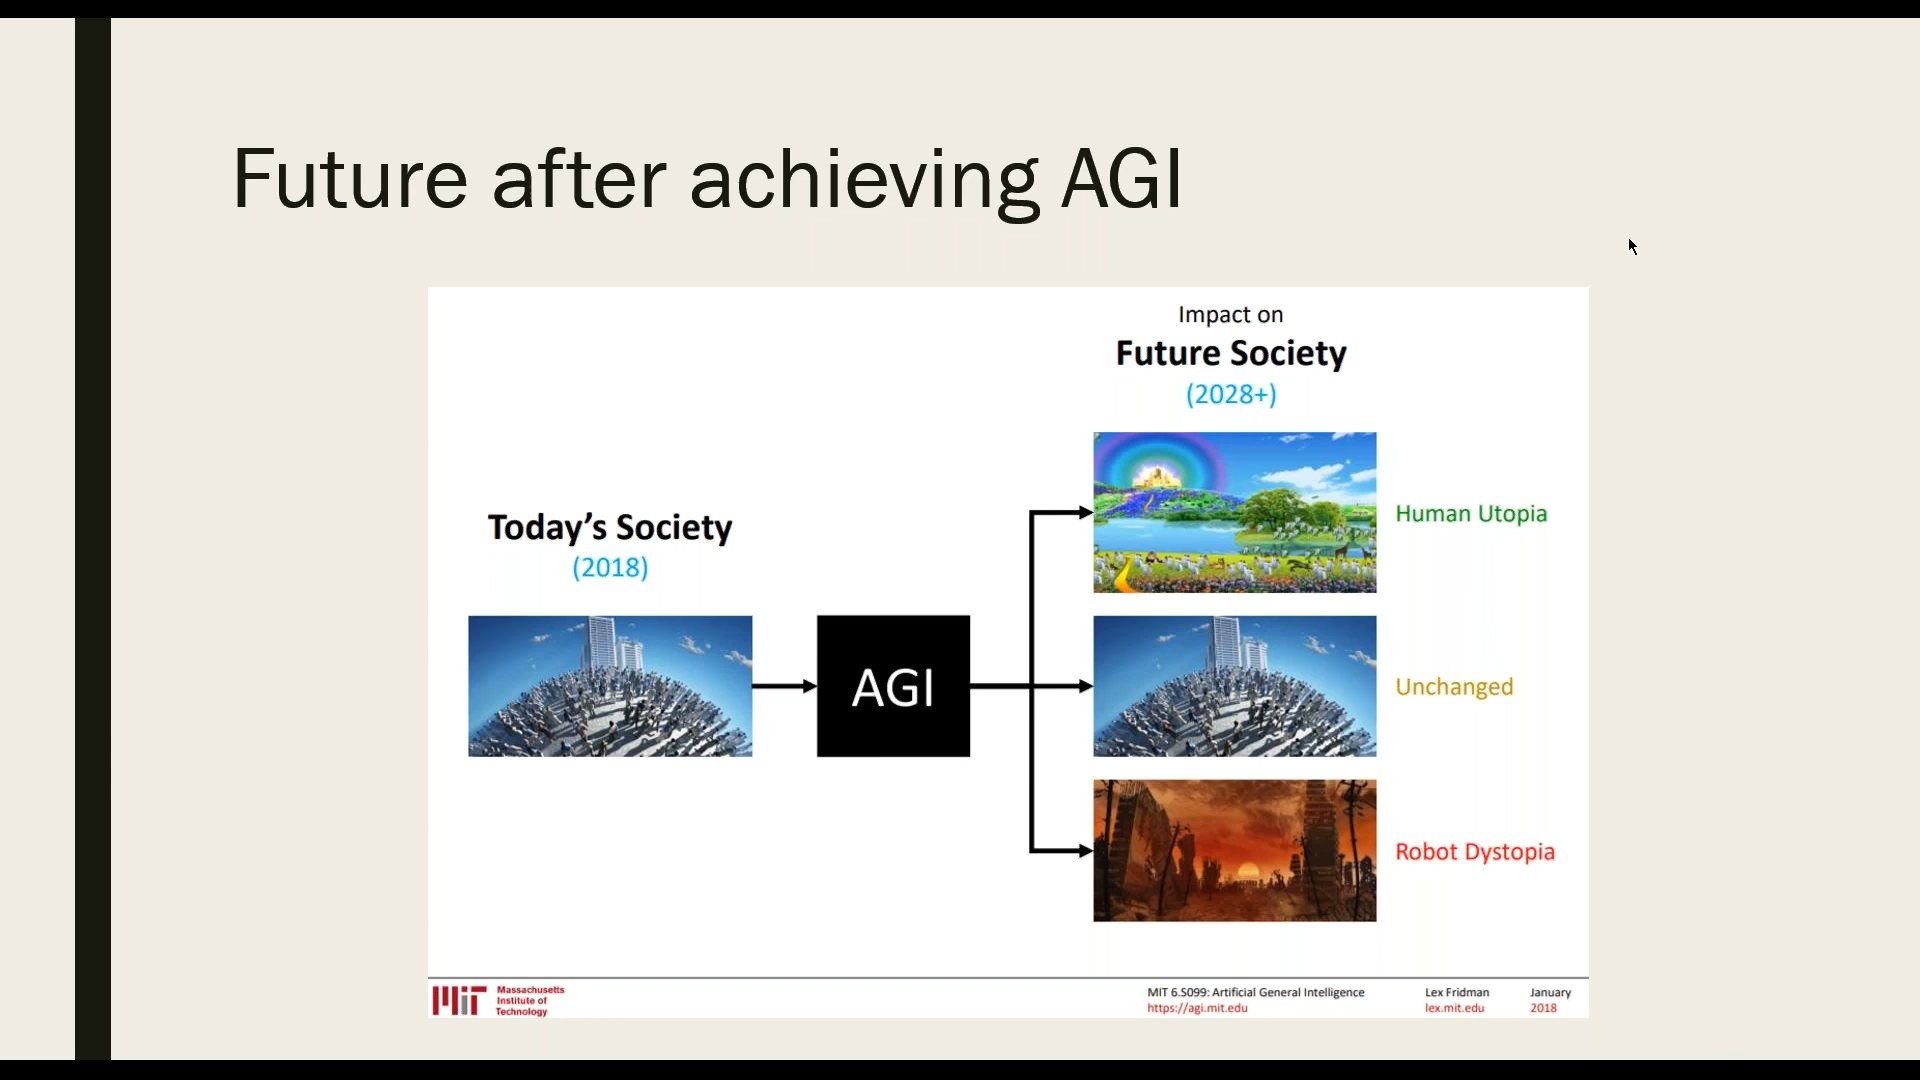 Future after achieving AGI
Impact on
Future Society
(2028+)
Today’s Society
(2018)
AGI
Human Utopia
Unchanged
Robot Dystopia
MIT
Massachusetts
Institute of
Technology
MIT 6.S099: Artificial General Intelligence
https://agi.mit.edu
Lex Fridman
lex.mit.edu
January
2018